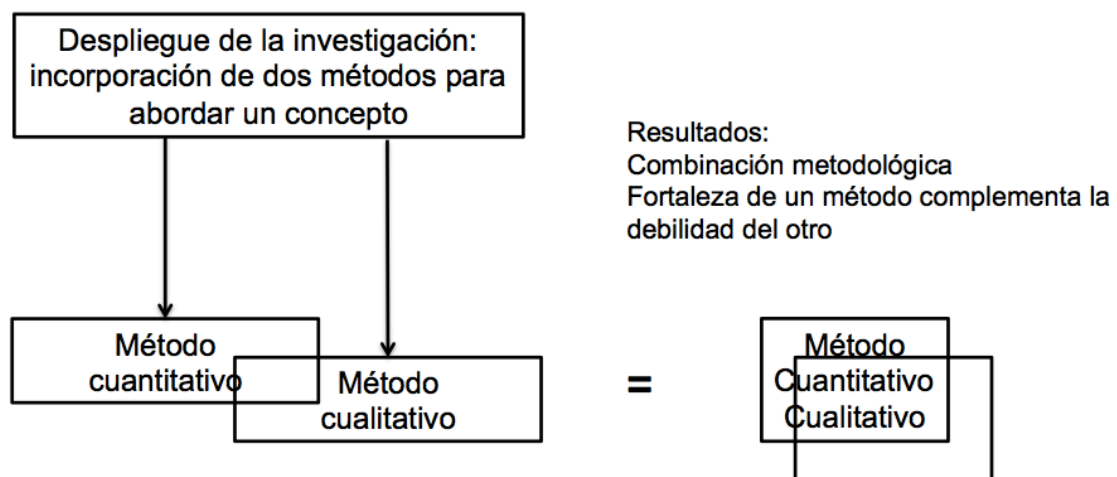 Despliegue de la investigación:
incorporación de dos métodos para
abordar un concepto
Resultados:
Combinación metodológica
Fortaleza de un método complementa la
debilidad del otro
Método
cuantitativo
Método
cualitativo
=
Método
Cuantitativo
Cualitativo